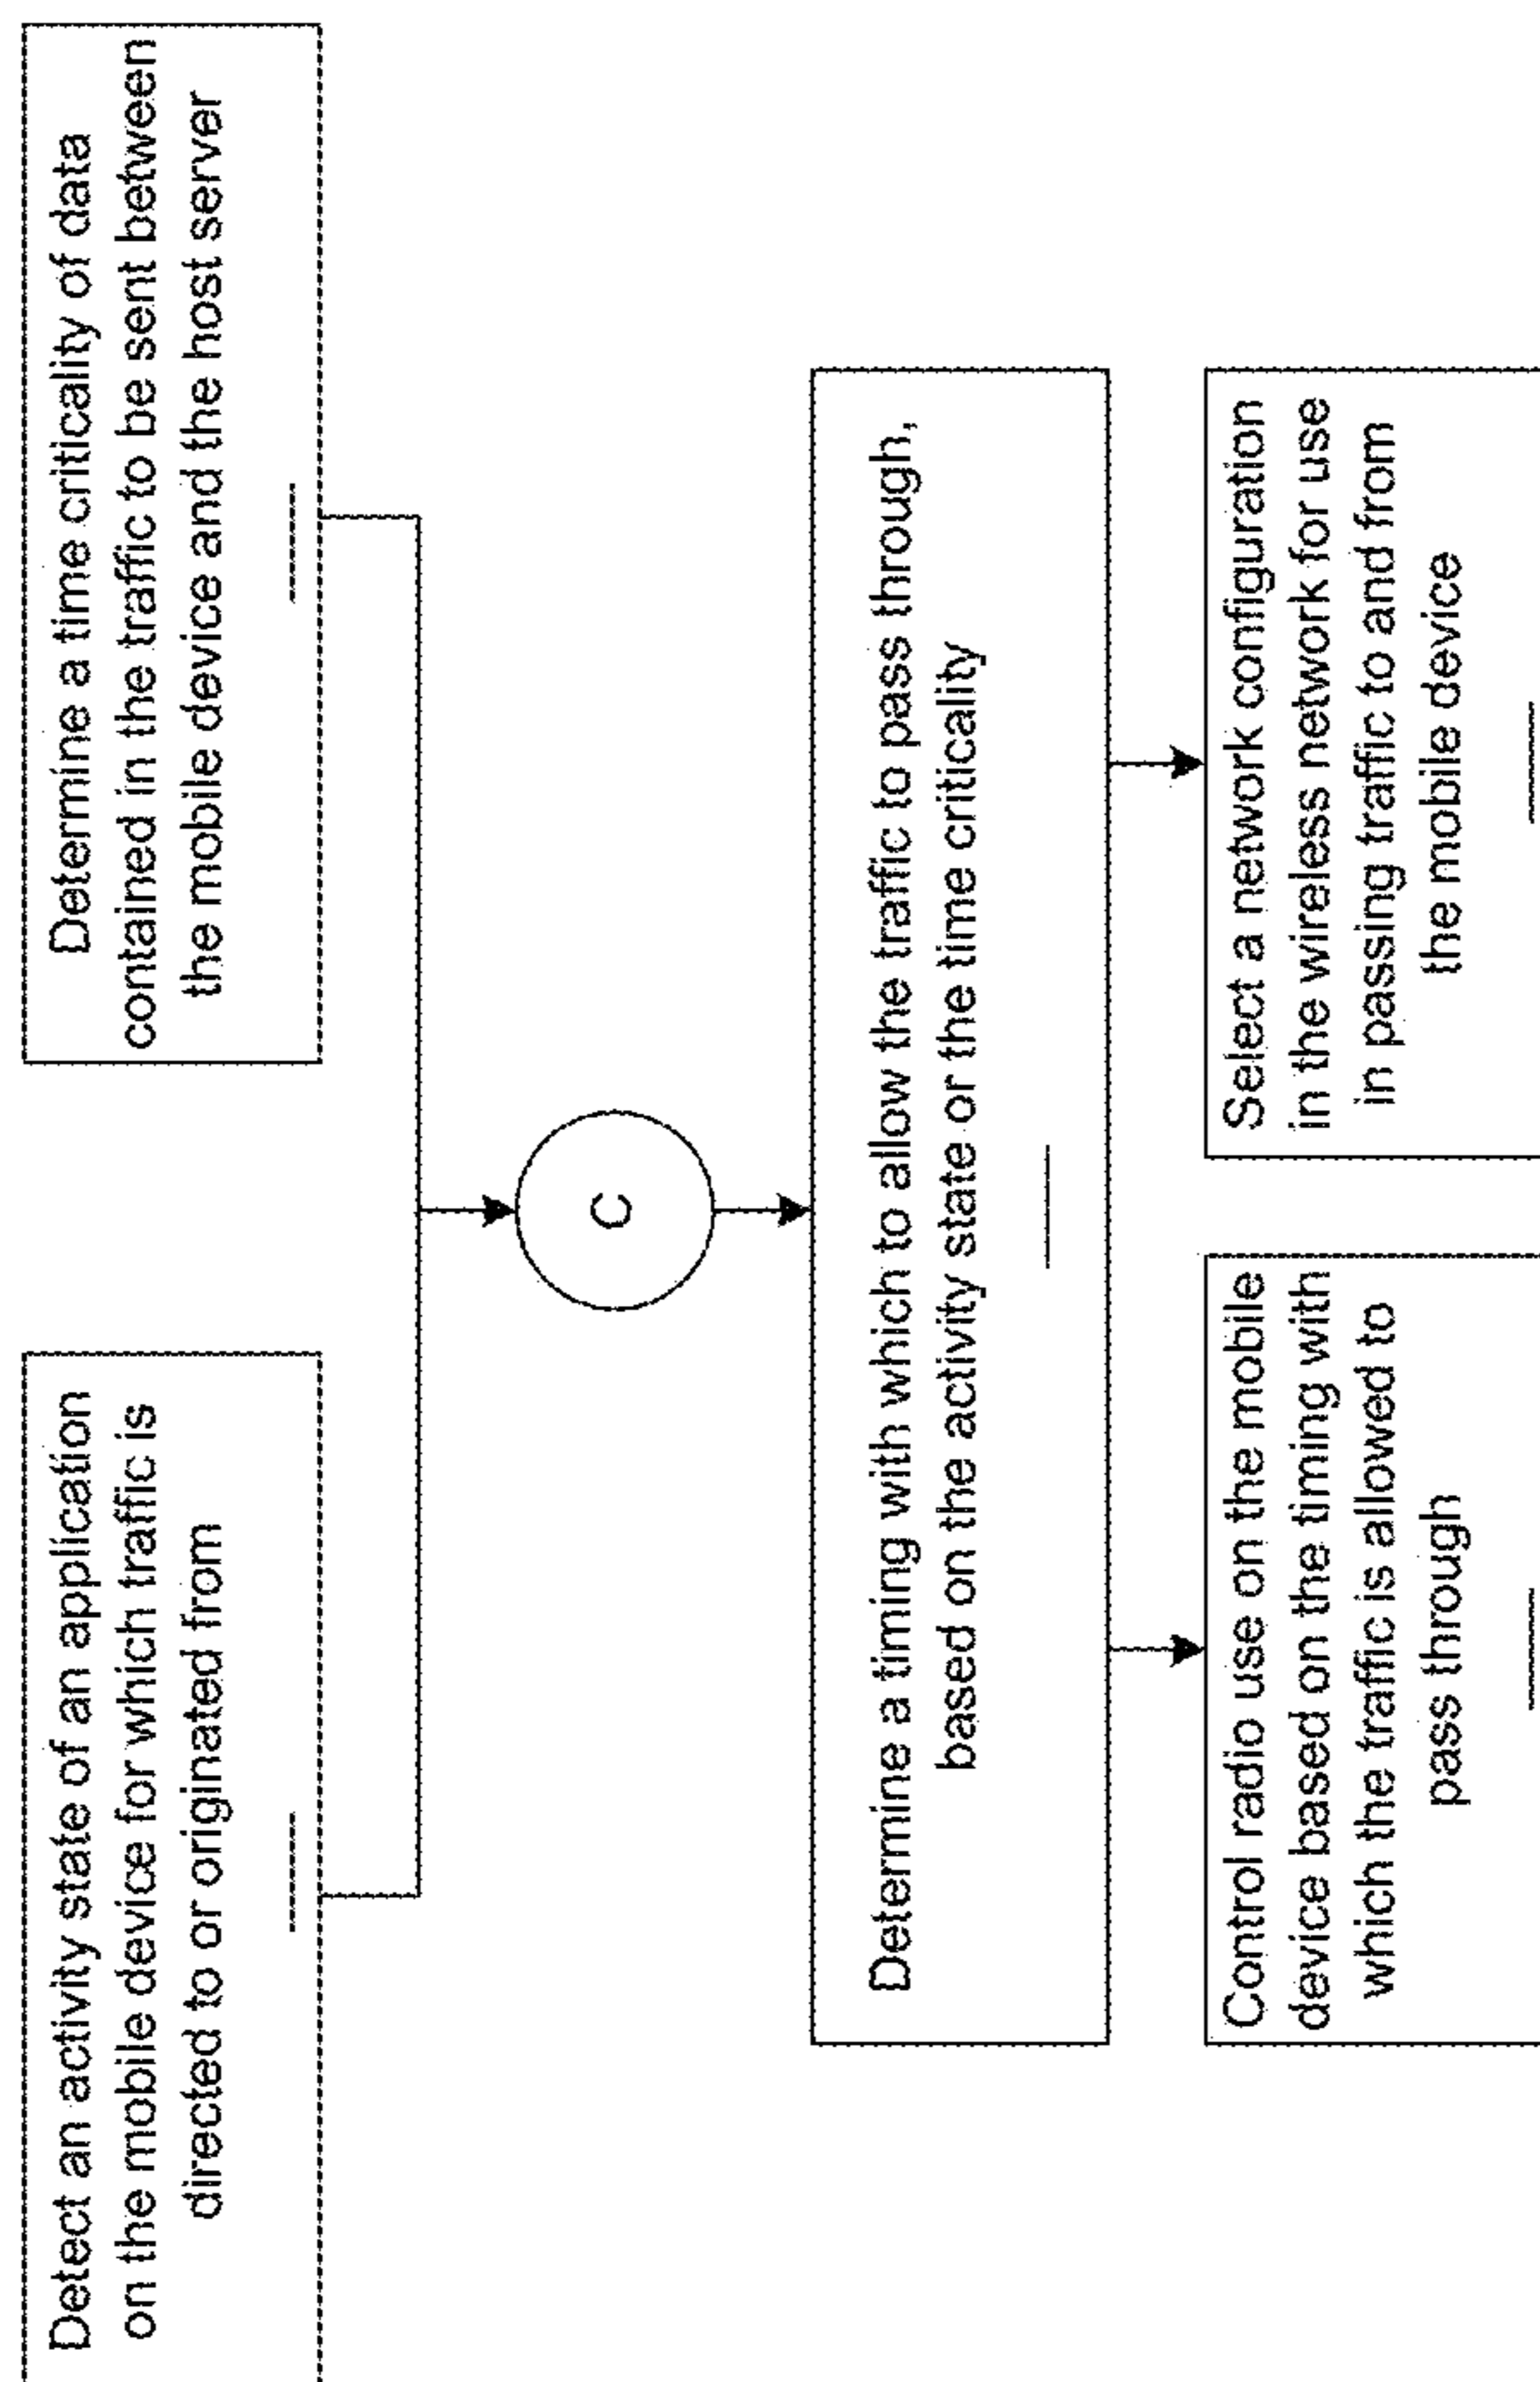 Detect an activity state of an application
on the mobile device for which traffic is
directed to or originated from
Determine a time criticality of data
contained in the traffic to be sent between
the mobile device and the host server
C
Determine a timing with which to allow the traffic to pass through,
based on the activity state or the time criticality
Control radio use on the mobile
device based on the timing with
which the traffic is allowed to
pass through
Select a network configuration
in the wireless network for use
in passing traffic to and from
the mobile device